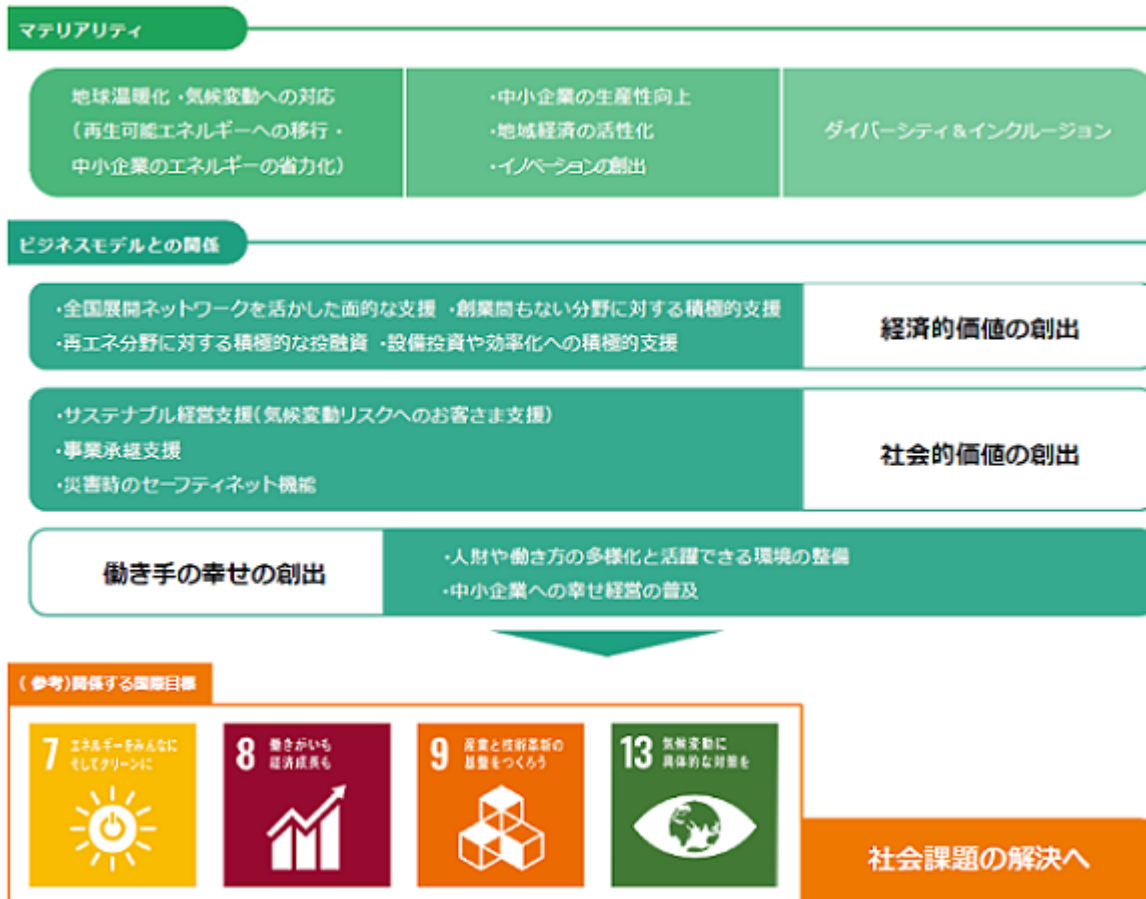 マテリアリティ
地球温暖化・気候変動への対応
(再生可能エネルギーへの移行・
中小企業のエネルギーの省力化)
・中小企業の生産性向上
・地域経済の活性化
・イノベーションの創出
ダイバーシティ&インクルージョン
ビジネスモデルとの関係
・全国展開ネットワークを活かした面的な支援 ・創業間もない分野に対する積極的支援
・再エネ分野に対する積極的な投融資 ・設備投資や効率化への積極的支援
経済的価値の創出
・サステナブル経営支援(気候変動リスクへのお客さま支援)
・事業承継支援
・災害時のセーフティネット機能
社会的価値の創出
働き手の幸せの創出
・人財や働き方の多様化と活躍できる環境の整備
・中小企業への幸せ経営の普及
(参考)関係する国際目標
7 エネルギーをみんなに
そしてクリーンに
8 働きがいも
経済成長も
9 産業と技術革新の
基盤をつくろう
13 気候変動に
具体的な対策を
社会課題の解決へ